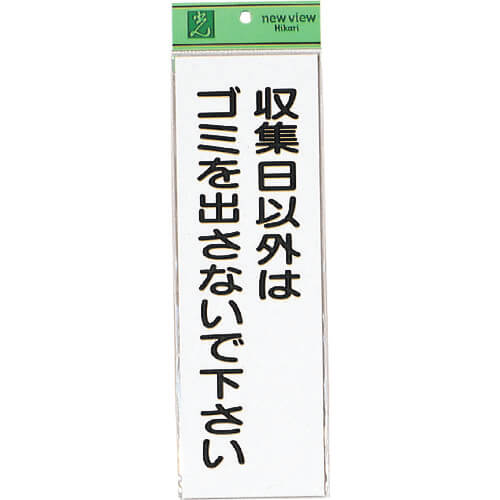 new view
Hikari
収集日以外は
ゴミを出さないで下さい